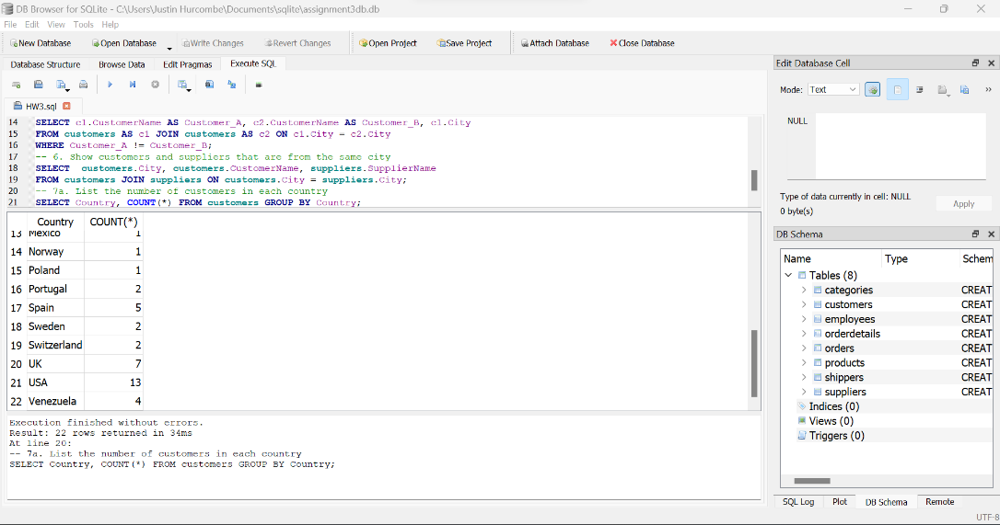 DB Browser for SQLite - C:\Users\Justin Hurcombe\Documents\sqlite\assignment3db.db
File Edit View Tools Help
New Database Open Database Write Changes Revert Changes Open Project Save Project Attach Database Close Database
Database Structure Browse Data Edit Pragmas Execute SQL
HW3.sql
14 SELECT c1.CustomerName AS Customer_A, c2.CustomerName AS Customer_B, c1.City
15 FROM customers AS c1 JOIN customers AS c2 ON c1.City = c2.City
16 WHERE Customer_A != Customer_B;
17 -- 6. Show customers and suppliers that are from the same city
18 SELECT customers.City, customers.CustomerName, suppliers.SupplierName
19 FROM customers JOIN suppliers ON customers.City = suppliers.City;
20 -- 7a. List the number of customers in each country
21 SELECT Country, COUNT(*) FROM customers GROUP BY Country;
Country COUNT(*)
13 Mexico 1
14 Norway 1
15 Poland 1
16 Portugal 2
17 Spain 5
18 Sweden 2
19 Switzerland 2
20 UK 7
21 USA 13
22 Venezuela 4
Execution finished without errors.
Result: 22 rows returned in 34ms
At line 20:
-- 7a. List the number of customers in each country
SELECT Country, COUNT(*) FROM customers GROUP BY Country;
Edit Database Cell
Mode: Text
NULL
Type of data currently in cell: NULL
0 byte(s)
Apply
DB Schema
Name Type Schem
Tables (8)
categories CREAT
customers CREAT
employees CREAT
orderdetails CREAT
orders CREAT
products CREAT
shippers CREAT
suppliers CREAT
Indices (0)
Views (0)
Triggers (0)
SQL Log Plot DB Schema Remote
UTF-8